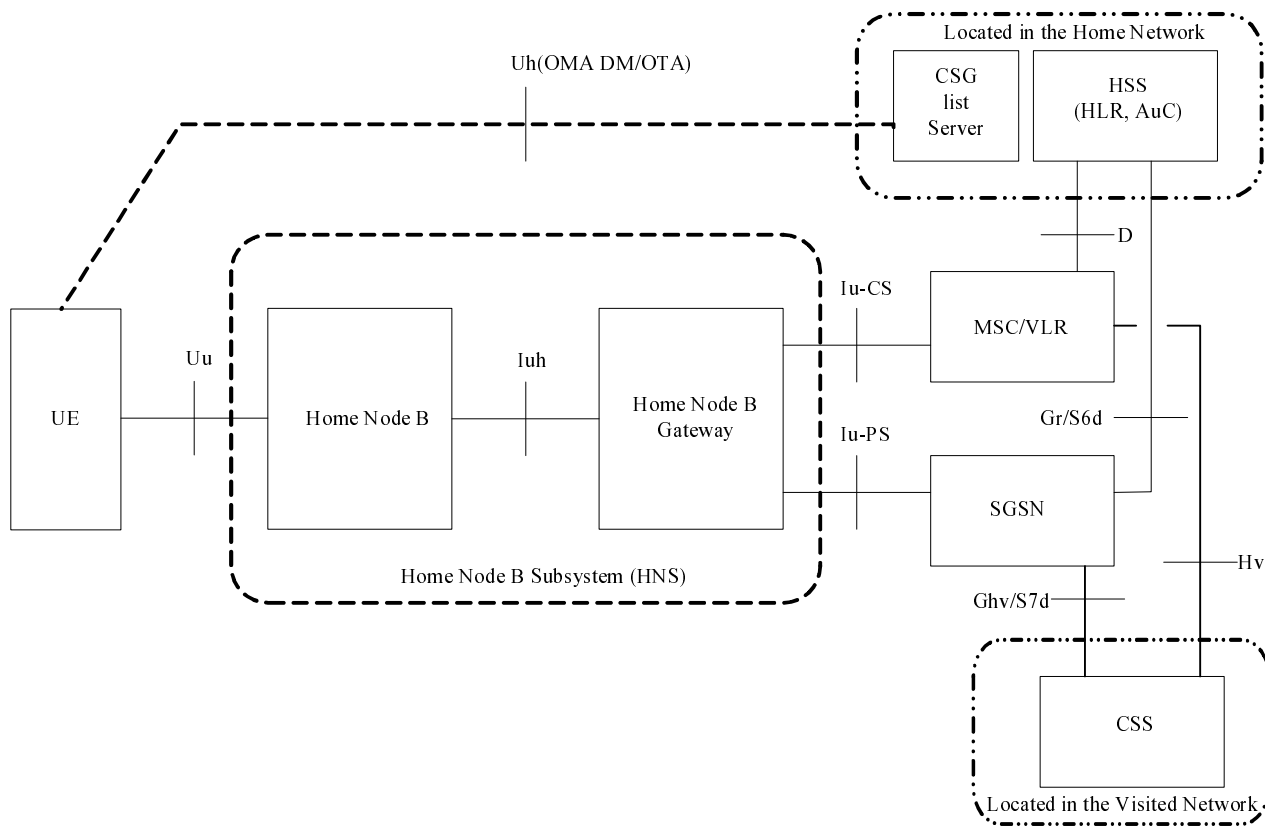 Located in the Home Network
Uh(OMA DM/OTA)
CSG
list
Server
HSS
(HLR, AuC)
D
Iu-CS
MSC/VLR
Uu
Iuh
UE
Home Node B
Home Node B
Gateway
Gr/S6d
Iu-PS
SGSN
Home Node B Subsystem (HNS)
Hv
Ghv/S7d
CSS
Located in the Visited Network